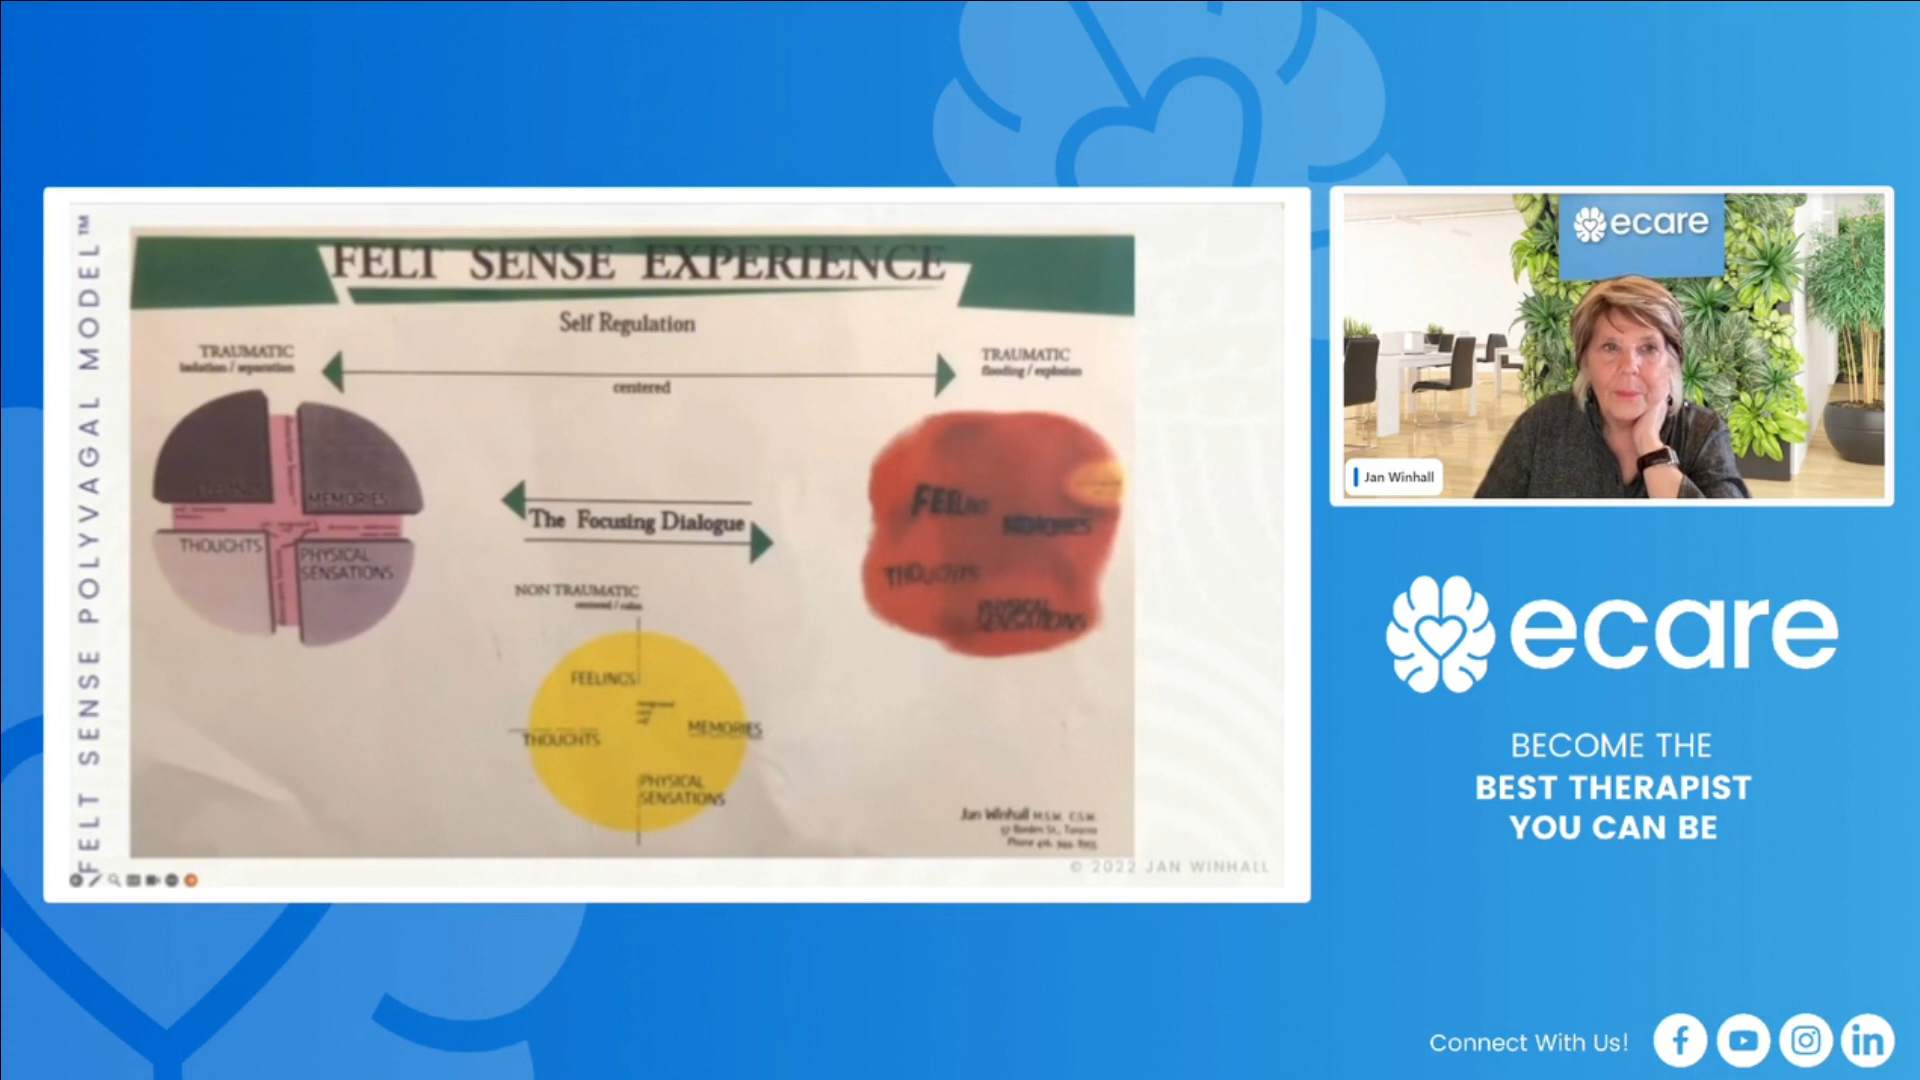 FELT SENSE POLYVAGAL MODEL™
FELT SENSE EXPERIENCE
Self Regulation
TRAUMATIC
isolation / separation
centered
TRAUMATIC
flooding / explosion
MEMORIES
THOUGHTS
PHYSICAL
SENSATIONS
The Focusing Dialogue
FEELINGS
MEMORIES
THOUGHTS
PHYSICAL
SENSATIONS
NON TRAUMATIC
centered / calm
FEELINGS
MEMORIES
THOUGHTS
PHYSICAL
SENSATIONS
Jan Winhall M.S.W. C.S.W.
Toronto
Phone
© 2022 JAN WINHALL
ecare
Jan Winhall
ecare
BECOME THE
BEST THERAPIST
YOU CAN BE
Connect With Us!